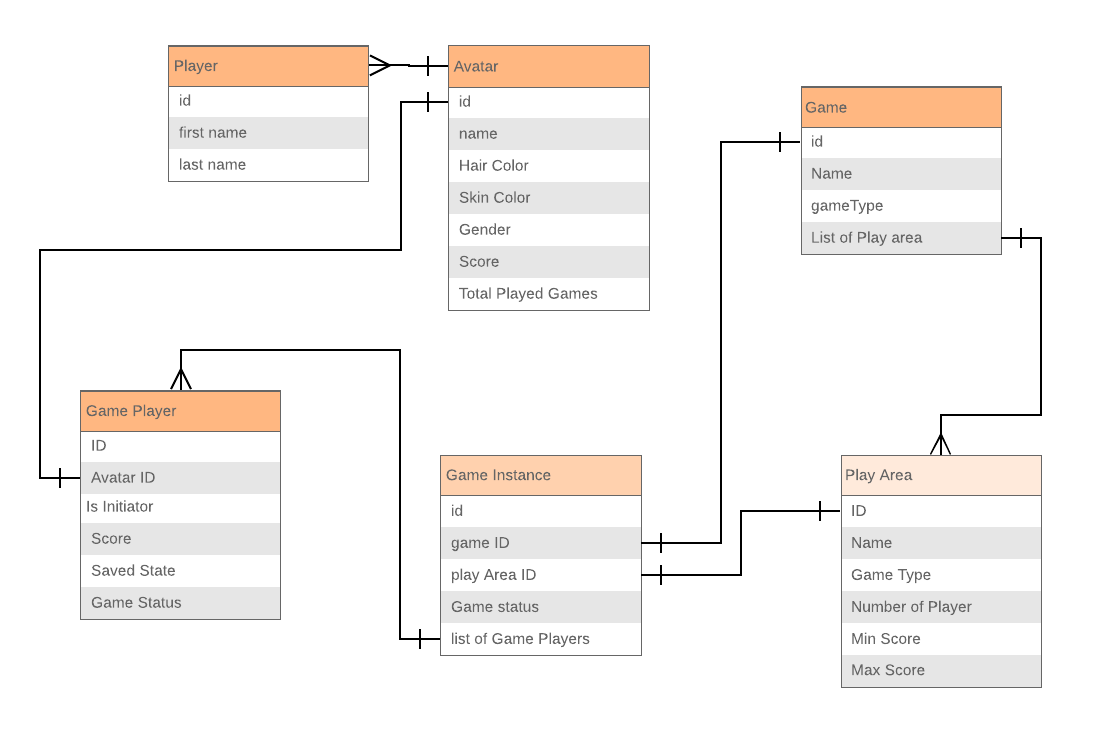 Player
id
first name
last name
Avatar
id
name
Hair Color
Skin Color
Gender
Score
Total Played Games
Game
id
Name
gameType
List of Play area
Game Player
ID
Avatar ID
Is Initiator
Score
Saved State
Game Status
Game Instance
id
game ID
play Area ID
Game status
list of Game Players
Play Area
ID
Name
Game Type
Number of Player
Min Score
Max Score